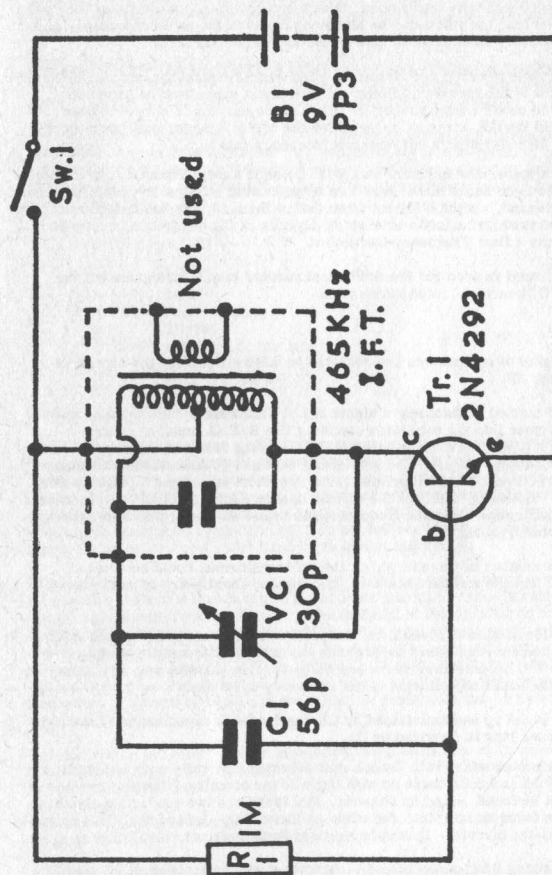 Sw.1
B1
9V
PP3
Not used
465KHz
I.F.T.
Tr.1
2N4292
c
b
e
VC1
30p
C1
56p
R1
1M